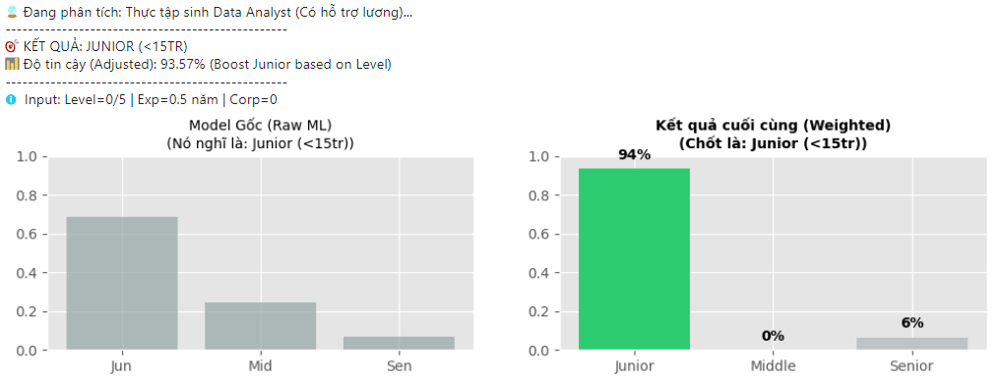 🔮 Đang phân tích: Thực tập sinh Data Analyst (Có hỗ trợ lương)...
--------------------------------------------------
🎯 KẾT QUẢ: JUNIOR (<15TR)
📊 Độ tin cậy (Adjusted): 93.57% (Boost Junior based on Level)
--------------------------------------------------
ℹ️ Input: Level=0/5 | Exp=0.5 năm | Corp=0
Model Gốc (Raw ML)
(Nó nghĩ là: Junior (<15tr))
1.0
0.8
0.6
0.4
0.2
0.0
Jun Mid Sen
Kết quả cuối cùng (Weighted)
(Chốt là: Junior (<15tr))
94%
1.0
0.8
0.6
0.4
0.2
0.0
0%
6%
Junior Middle Senior